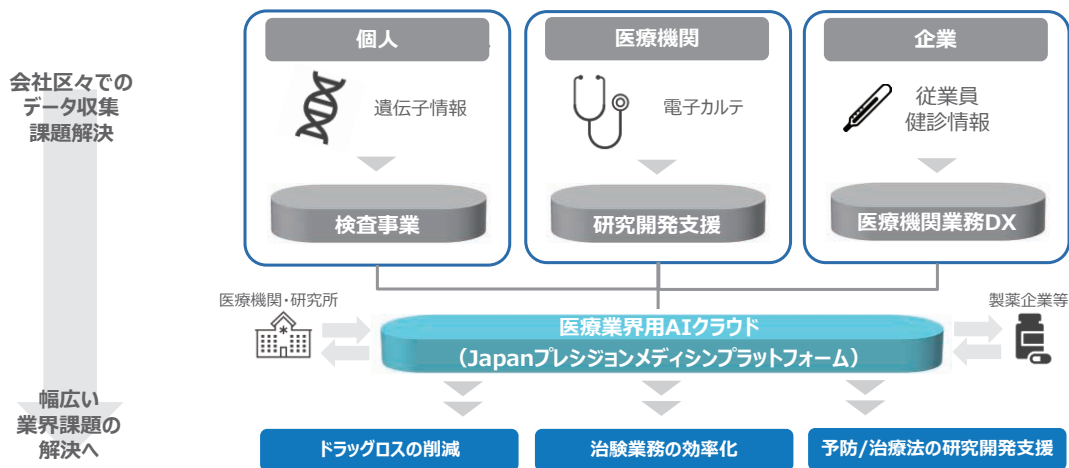 個人
医療機関
企業
会社区々での
データ収集
課題解決
遺伝子情報
電子カルテ
従業員
健診情報
検査事業
研究開発支援
医療機関業務DX
医療機関・研究所
製薬企業等
医療業界用AIクラウド
（Japanプレシジョンメディシンプラットフォーム）
幅広い
業界課題の
解決へ
ドラッグロスの削減
治験業務の効率化
予防/治療法の研究開発支援